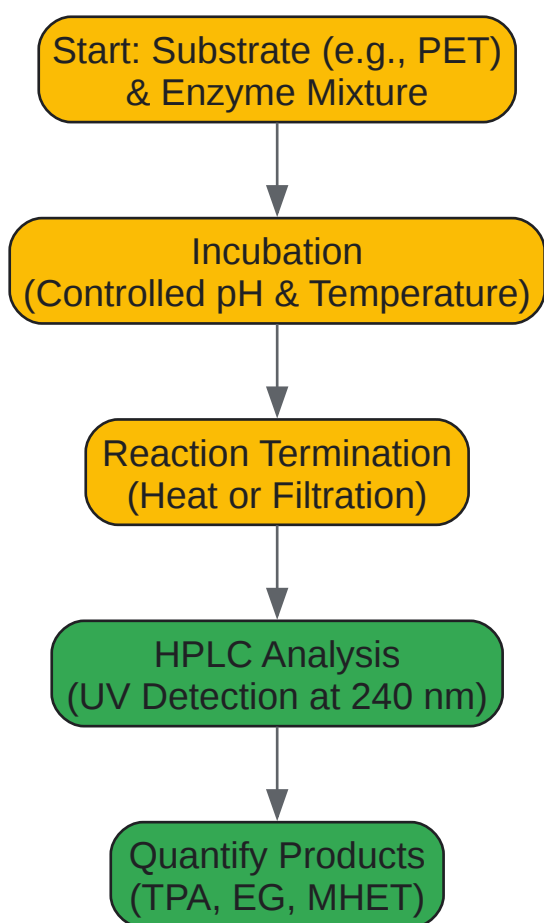 Start: Substrate (e.g., PET)
& Enzyme Mixture
Incubation
(Controlled pH & Temperature)
Reaction Termination
(Heat or Filtration)
HPLC Analysis
(UV Detection at 240 nm)
Quantify Products
(TPA, EG, MHET)